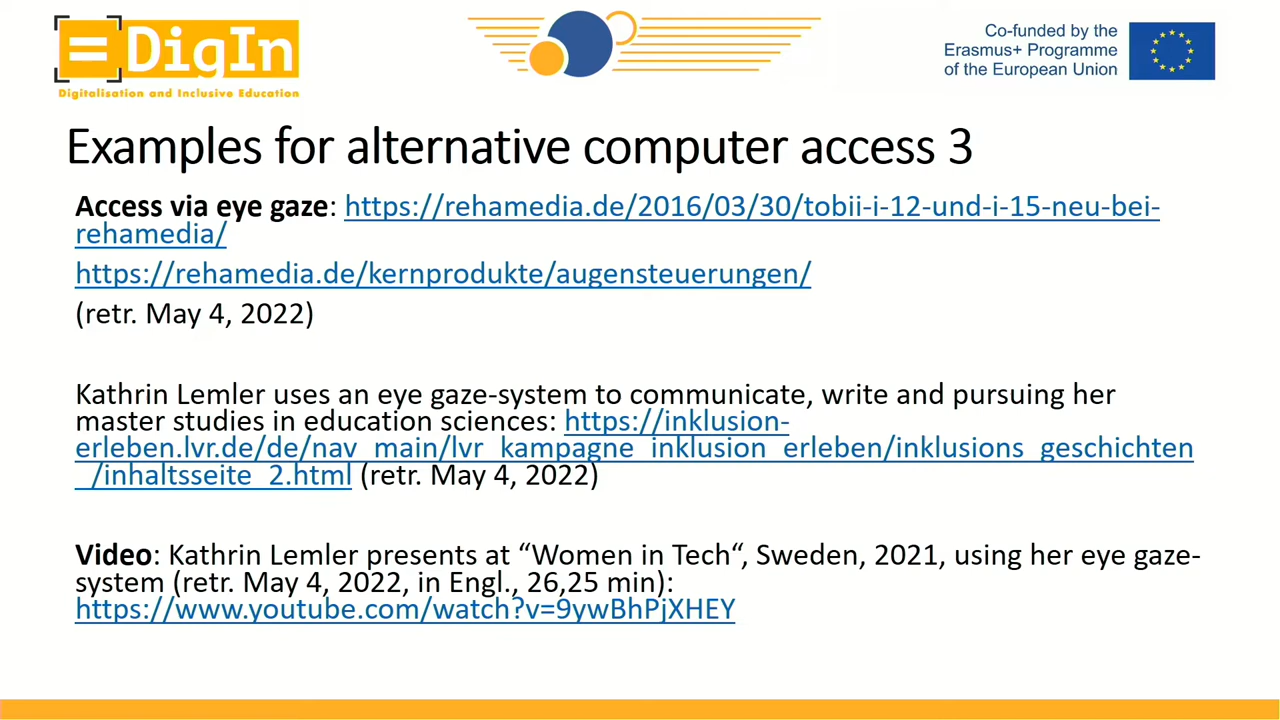 =DigIn
Digitalisation and Inclusive Education
Co-funded by the
Erasmus+ Programme
of the European Union
Examples for alternative computer access 3
Access via eye gaze: https://rehamedia.de/2016/03/30/tobii-i-12-und-i-15-neu-bei-
rehamedia/
https://rehamedia.de/kernprodukte/augensteuerungen/
(retr. May 4, 2022)
Kathrin Lemler uses an eye gaze-system to communicate, write and pursuing her
master studies in education sciences: https://inklusion-
erleben.lvr.de/de/nav_main/lvr_kampagne_inklusion_erleben/inklusions_geschichten
_/inhaltsseite_2.html (retr. May 4, 2022)
Video: Kathrin Lemler presents at “Women in Tech“, Sweden, 2021, using her eye gaze-
system (retr. May 4, 2022, in Engl., 26,25 min):
https://www.youtube.com/watch?v=9ywBhPjXHEY